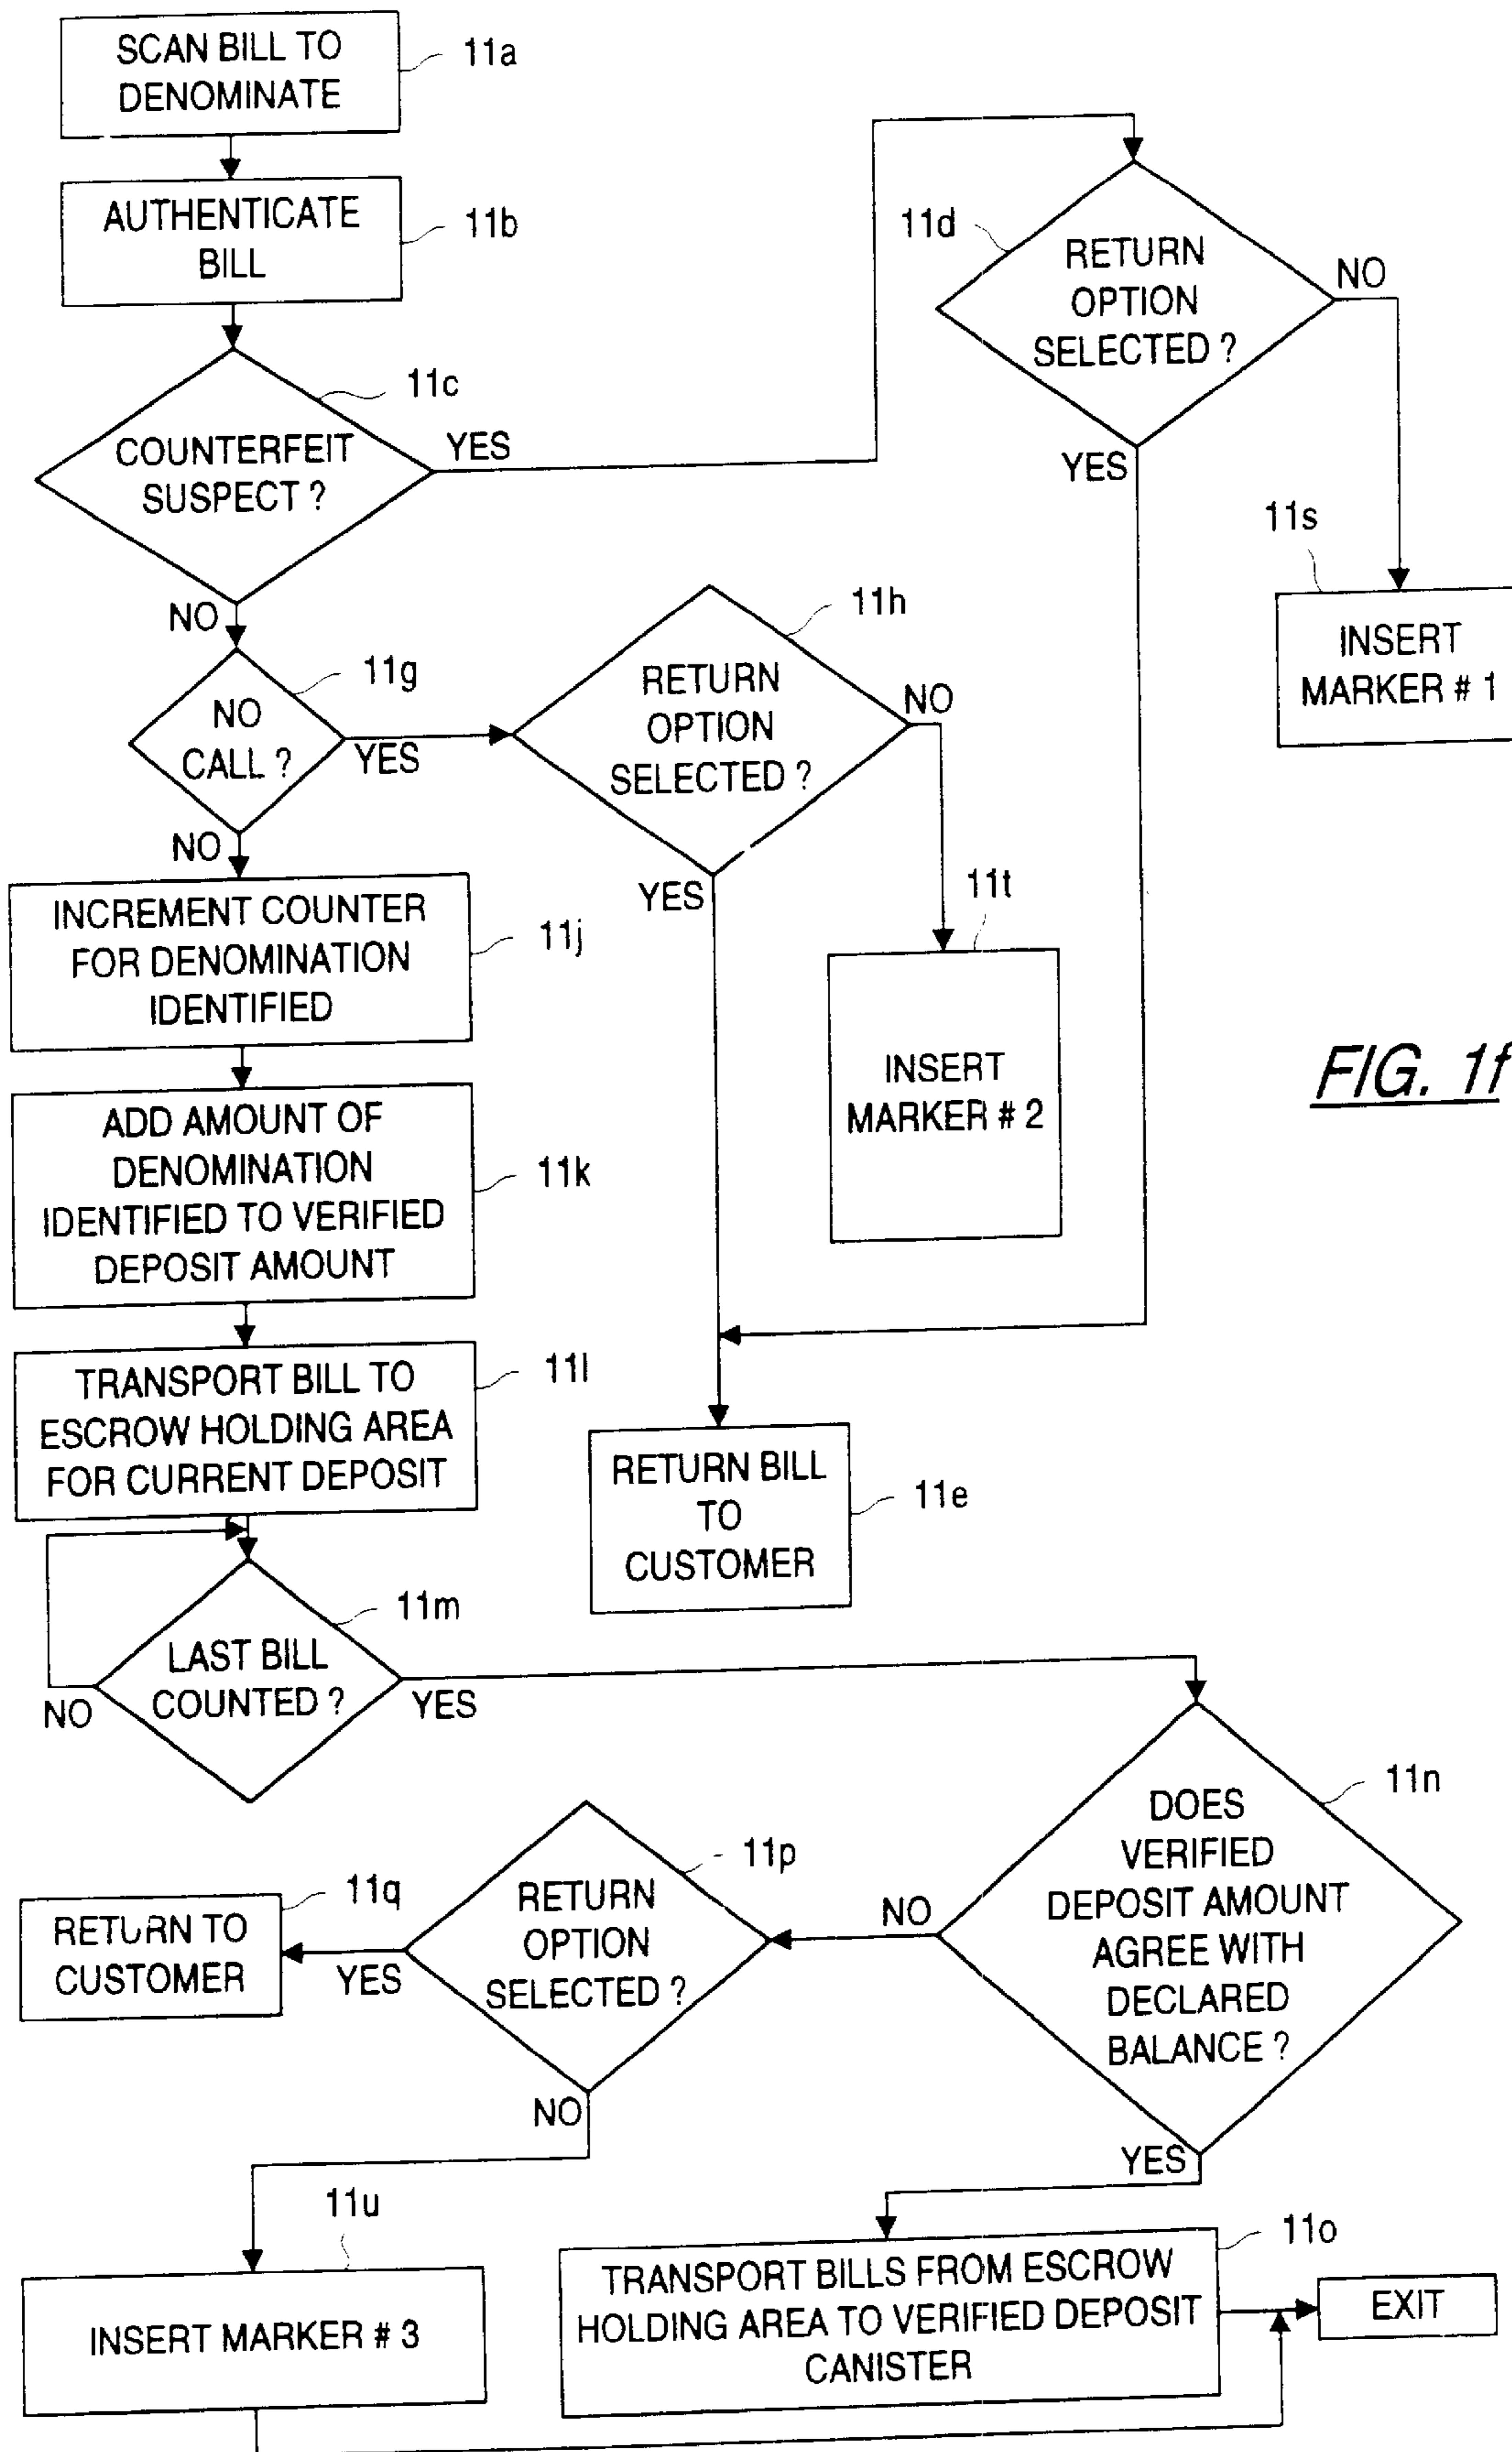 SCAN BILL TO
DENOMINATE
11a
AUTHENTICATE
BILL
11b
11c
COUNTERFEIT
SUSPECT ?
YES
NO
11d
RETURN
OPTION
SELECTED ?
NO
YES
11s
INSERT
MARKER # 1
11g
NO
CALL ?
YES
NO
11h
RETURN
OPTION
SELECTED ?
NO
YES
11t
INSERT
MARKER # 2
INCREMENT COUNTER
FOR DENOMINATION
IDENTIFIED
11j
FIG. 1f
ADD AMOUNT OF
DENOMINATION
IDENTIFIED TO VERIFIED
DEPOSIT AMOUNT
11k
TRANSPORT BILL TO
ESCROW HOLDING AREA
FOR CURRENT DEPOSIT
11l
RETURN BILL
TO
CUSTOMER
11e
11m
LAST BILL
COUNTED ?
NO
YES
11n
DOES
VERIFIED
DEPOSIT AMOUNT
AGREE WITH
DECLARED
BALANCE ?
NO
YES
11p
RETURN
OPTION
SELECTED ?
YES
NO
11q
RETURN TO
CUSTOMER
11u
INSERT MARKER # 3
11o
TRANSPORT BILLS FROM ESCROW
HOLDING AREA TO VERIFIED DEPOSIT
CANISTER
EXIT